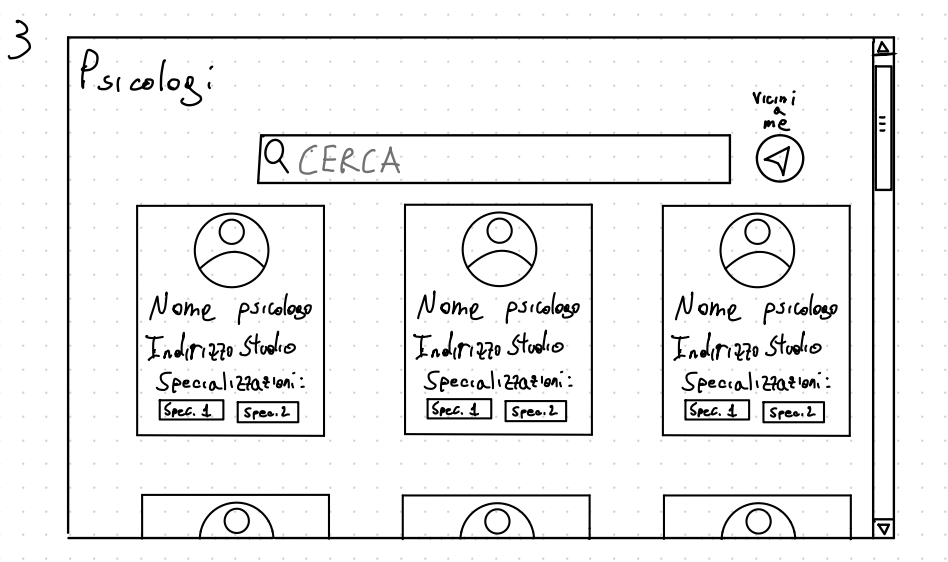 3
Psicologi
Vicini
a
me
CERCA
Nome psicologo
Indirizzo Studio
Specializzazioni:
Spec. 1 Spec. 2
Nome psicologo
Indirizzo Studio
Specializzazioni:
Spec. 1 Spec. 2
Nome psicologo
Indirizzo Studio
Specializzazioni:
Spec. 1 Spec. 2